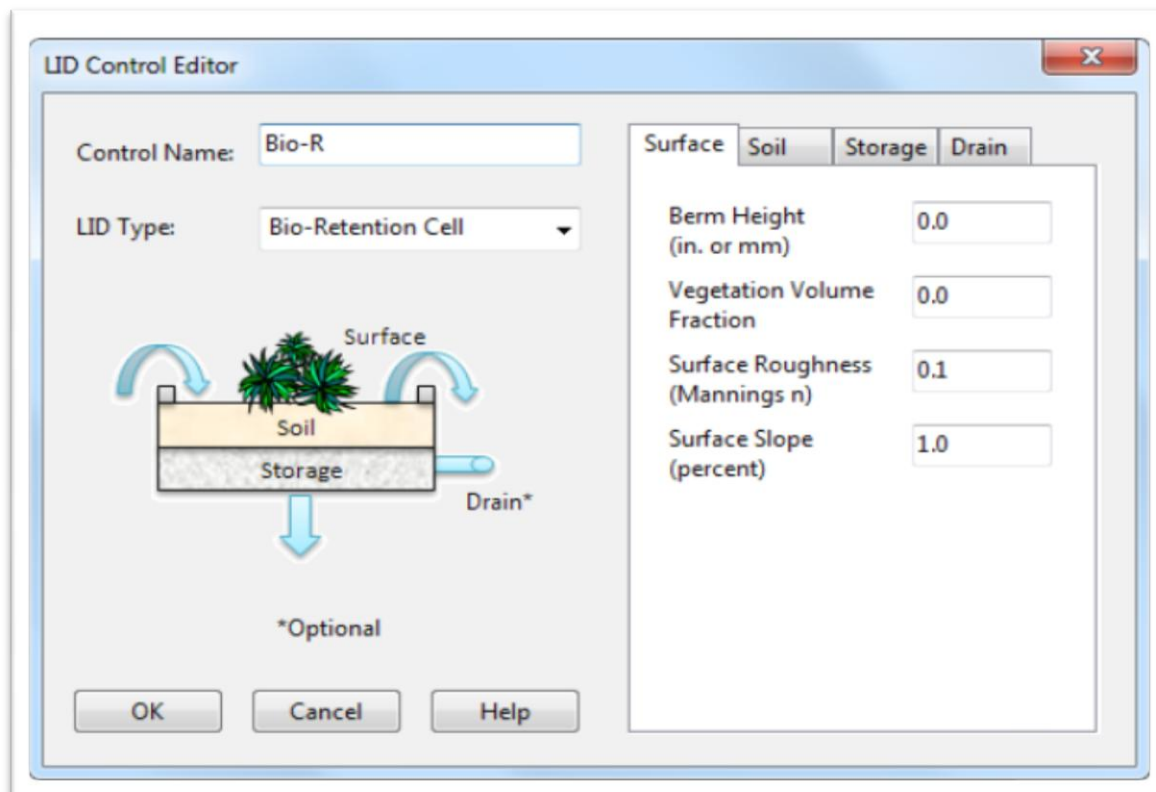 LID Control Editor
Control Name: Bio-R
LID Type: Bio-Retention Cell
Surface
Soil
Storage
Drain*
*Optional
OK Cancel Help
Surface Soil Storage Drain
Berm Height 0.0
(in. or mm)
Vegetation Volume 0.0
Fraction
Surface Roughness 0.1
(Mannings n)
Surface Slope 1.0
(percent)